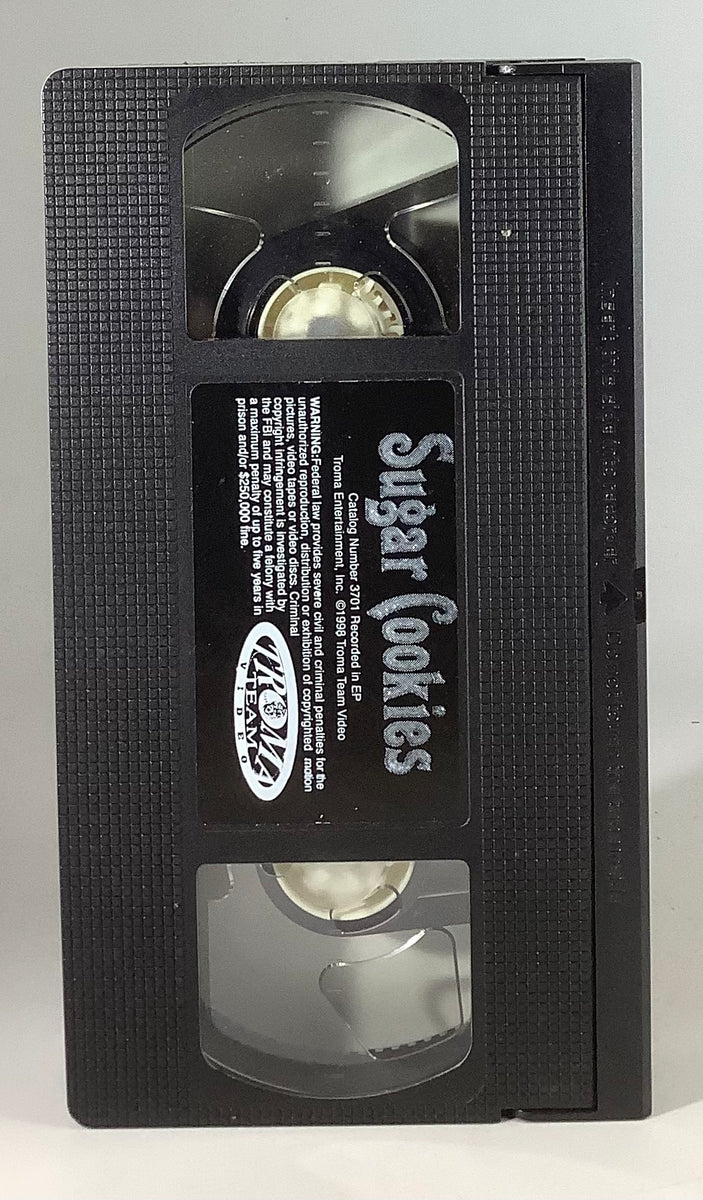 Sugar Cookies
Catalog Number 3701 Recorded in EP
Troma Entertainment, Inc. ©1998 Troma Team Video
WARNING:Federal law provides severe civil and criminal penalties for the
unauthorized reproduction, distribution or exhibition of copyrighted motion
pictures, video tapes or video discs. Criminal
copyright infringement is investigated by
the FBI and may constitute a felony with
a maximum penalty of up to five years in
prison and/or $250,000 fine.
TROMA
TEAM
VIDEO